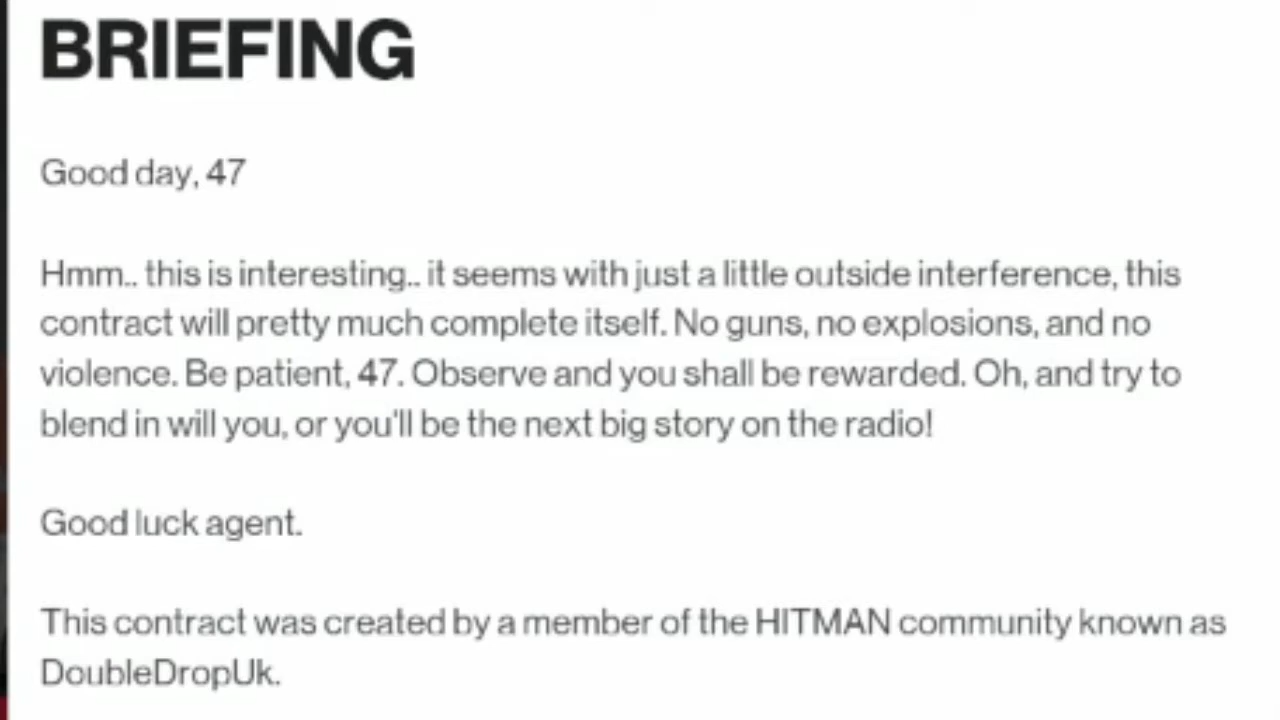 BRIEFING
Good day, 47
Hmm.. this is interesting.. it seems with just a little outside interference, this
contract will pretty much complete itself. No guns, no explosions, and no
violence. Be patient, 47. Observe and you shall be rewarded. Oh, and try to
blend in will you, or you'll be the next big story on the radio!
Good luck agent.
This contract was created by a member of the HITMAN community known as
DoubleDropUk.